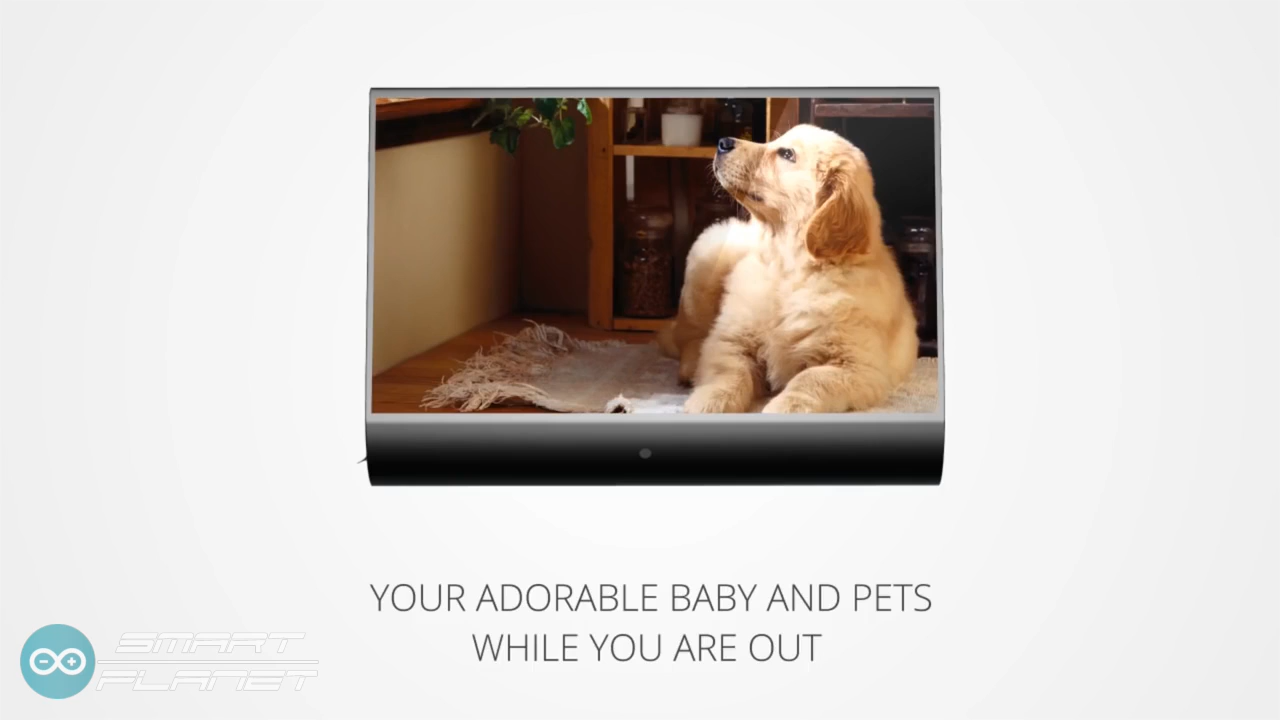 YOUR ADORABLE BABY AND PETS
WHILE YOU ARE OUT
SMART
PLANET